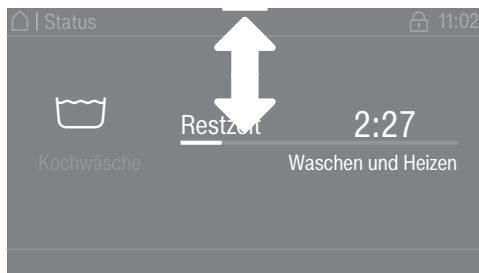 | Status 11:02
Restzeit 2:27
Kochwäsche Waschen und Heizen